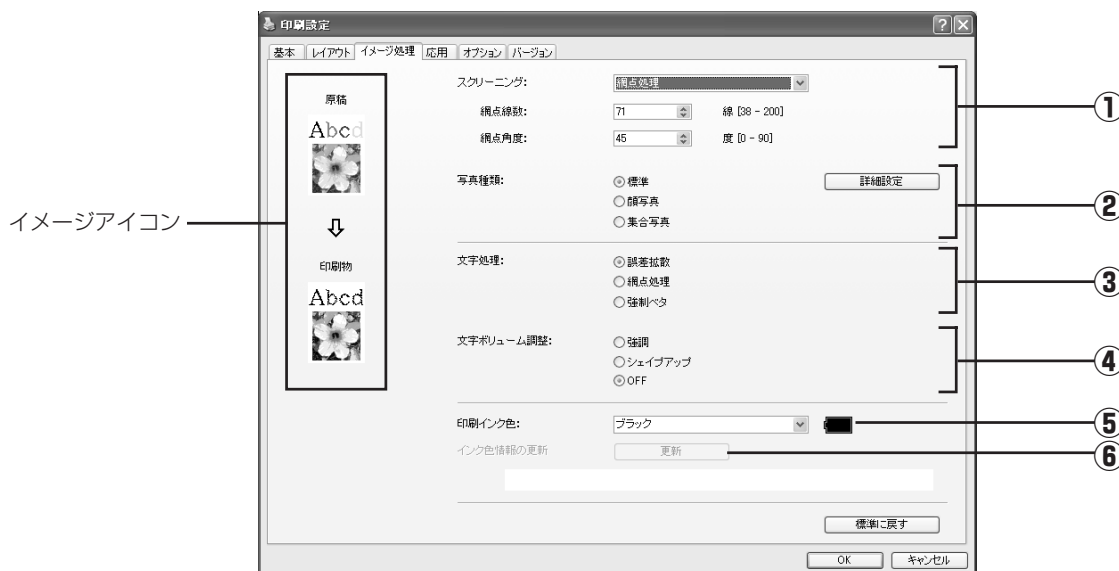 印刷設定
基本 レイアウト イメージ処理 応用 オプション バージョン
イメージアイコン
原稿
Abcd
印刷物
Abcd
スクリーニング: 網点処理
網点線数: 71 線 [38 - 200]
網点角度: 45 度 [0 - 90]
①
写真種類: 標準 詳細設定
顔写真
集合写真
②
文字処理: 誤差拡散
網点処理
強制ベタ
③
文字ボリューム調整: 強調
シェイプアップ
OFF
④
印刷インク色: ブラック
⑤
インク色情報の更新 更新
⑥
標準に戻す
OK キャンセル